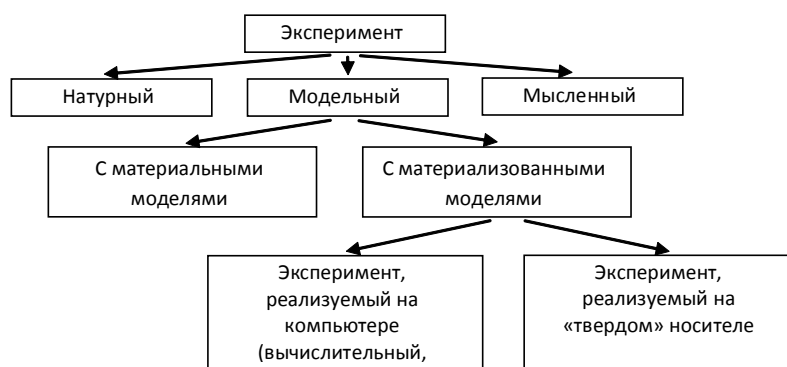 Эксперимент
Натурный
Модельный
Мысленный
С материальными
моделями
С материализованными
моделями
Эксперимент,
реализуемый на
компьютере
(вычислительный,
Эксперимент,
реализуемый на
«твердом» носителе